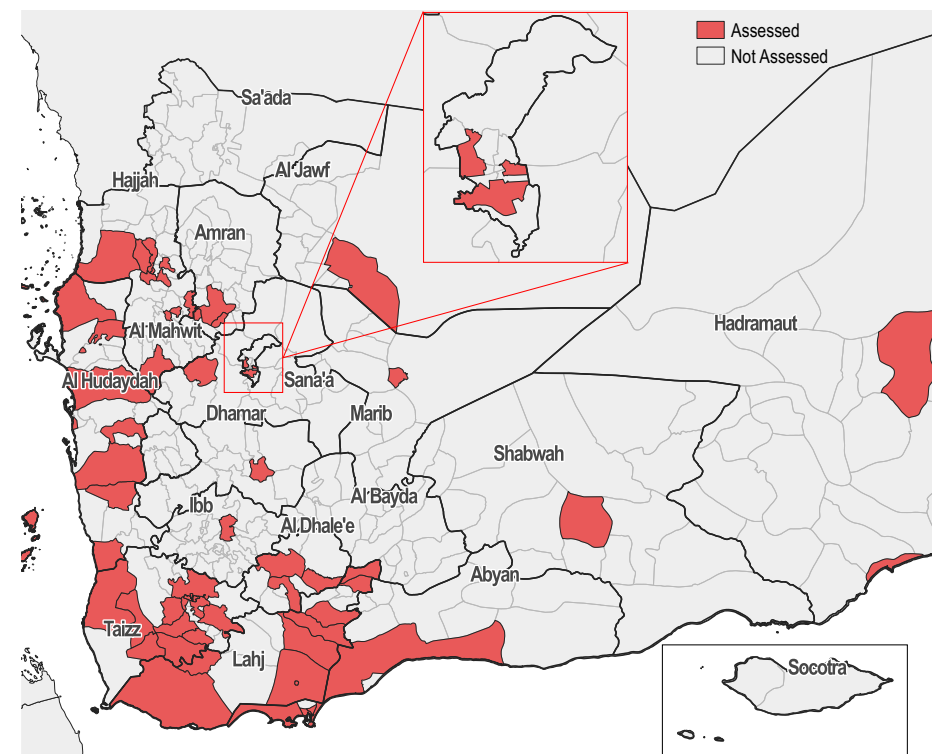 Assessed
Not Assessed
Sa'ada
Al Jawf
Hajjah
Amran
Hadramaut
Al Mahwit
Al Hudaydah
Sana'a
Dhamar
Marib
Shabwah
Al Bayda
Ibb
Al Dhale'e
Abyan
Taizz
Lahj
Socotra